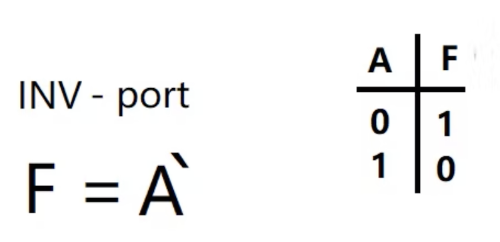 INV - port
F = A`
A F
0 1
1 0